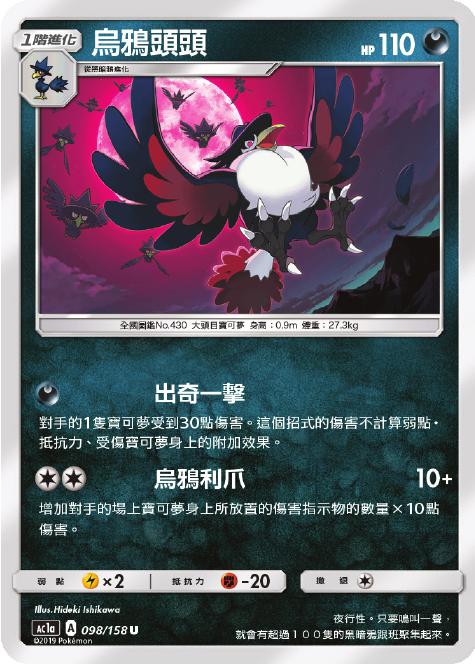 1階進化 烏鴉頭頭 HP 110
從黑暗鴉進化
全國圖鑑No.430 大頭目寶可夢 身高：0.9m 體重：27.3kg
出奇一擊
對手的1隻寶可夢受到30點傷害。這個招式的傷害不計算弱點・
抵抗力、受傷寶可夢身上的附加效果。
烏鴉利爪 10+
增加對手的場上寶可夢身上所放置的傷害指示物的數量×10點
傷害。
弱點 ×2 抵抗力 -20 撤退
Illus. Hideki Ishikawa
AC1a A 098/158 U
©2019 Pokémon
夜行性。只要鳴叫一聲，
就會有超過１００隻的黑暗鴉跟班聚集起來。